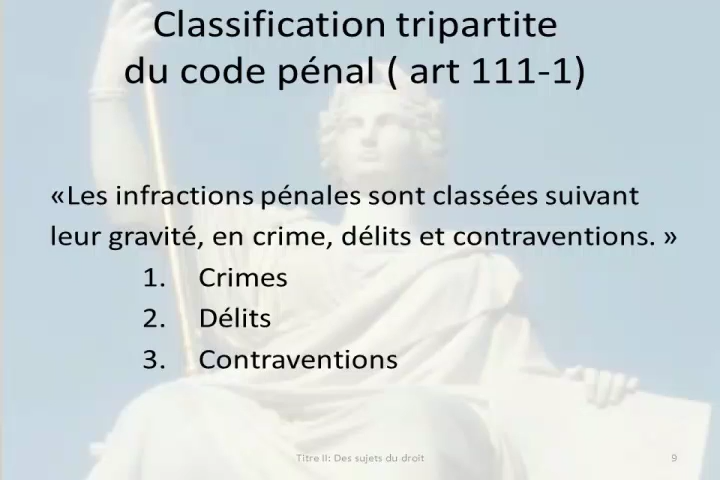 Classification tripartite
du code pénal ( art 111-1)
«Les infractions pénales sont classées suivant
leur gravité, en crime, délits et contraventions. »
1. Crimes
2. Délits
3. Contraventions
Titre II: Des sujets du droit 9